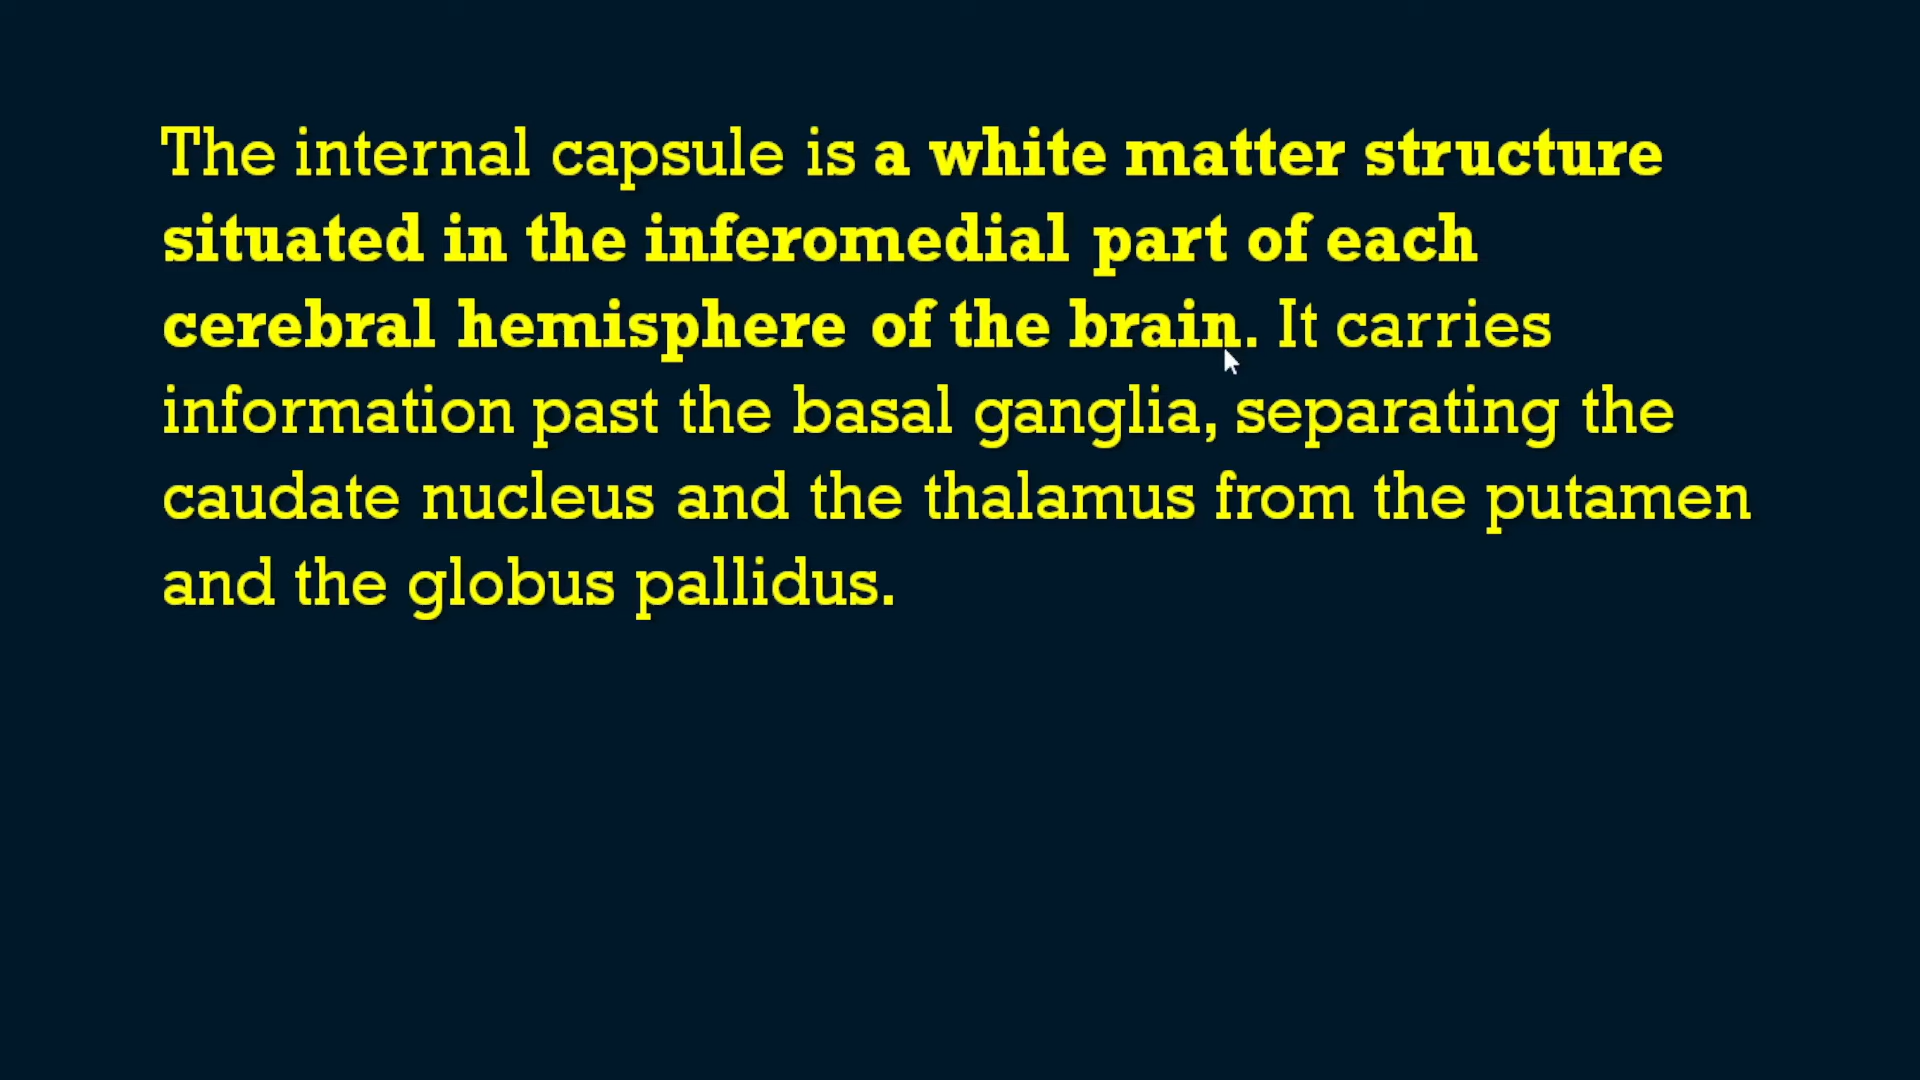 The internal capsule is a white matter structure
situated in the inferomedial part of each
cerebral hemisphere of the brain. It carries
information past the basal ganglia, separating the
caudate nucleus and the thalamus from the putamen
and the globus pallidus.